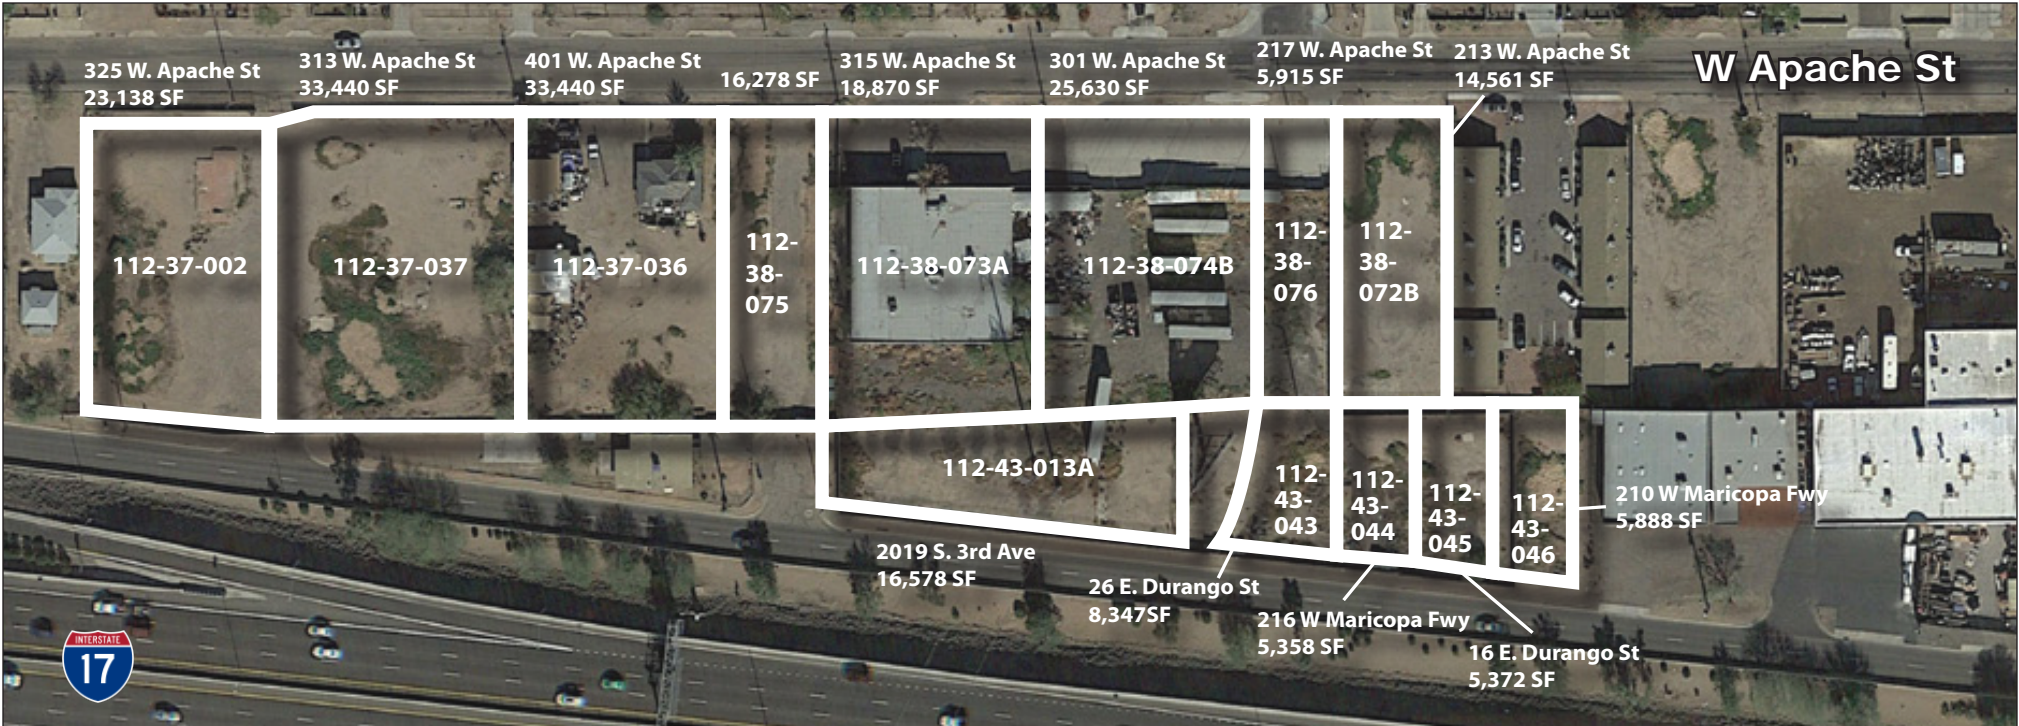 325 W. Apache St
23,138 SF
313 W. Apache St
33,440 SF
401 W. Apache St
33,440 SF
16,278 SF
315 W. Apache St
18,870 SF
301 W. Apache St
25,630 SF
217 W. Apache St
5,915 SF
213 W. Apache St
14,561 SF
W Apache St
112-37-002
112-37-037
112-37-036
112-
38-
075
112-38-073A
112-38-074B
112-
38-
076
112-
38-
072B
112-43-013A
112-
43-
043
112-
43-
044
112-
43-
045
112-
43-
046
210 W Maricopa Fwy
5,888 SF
2019 S. 3rd Ave
16,578 SF
26 E. Durango St
8,347SF
216 W Maricopa Fwy
5,358 SF
16 E. Durango St
5,372 SF
INTERSTATE
17